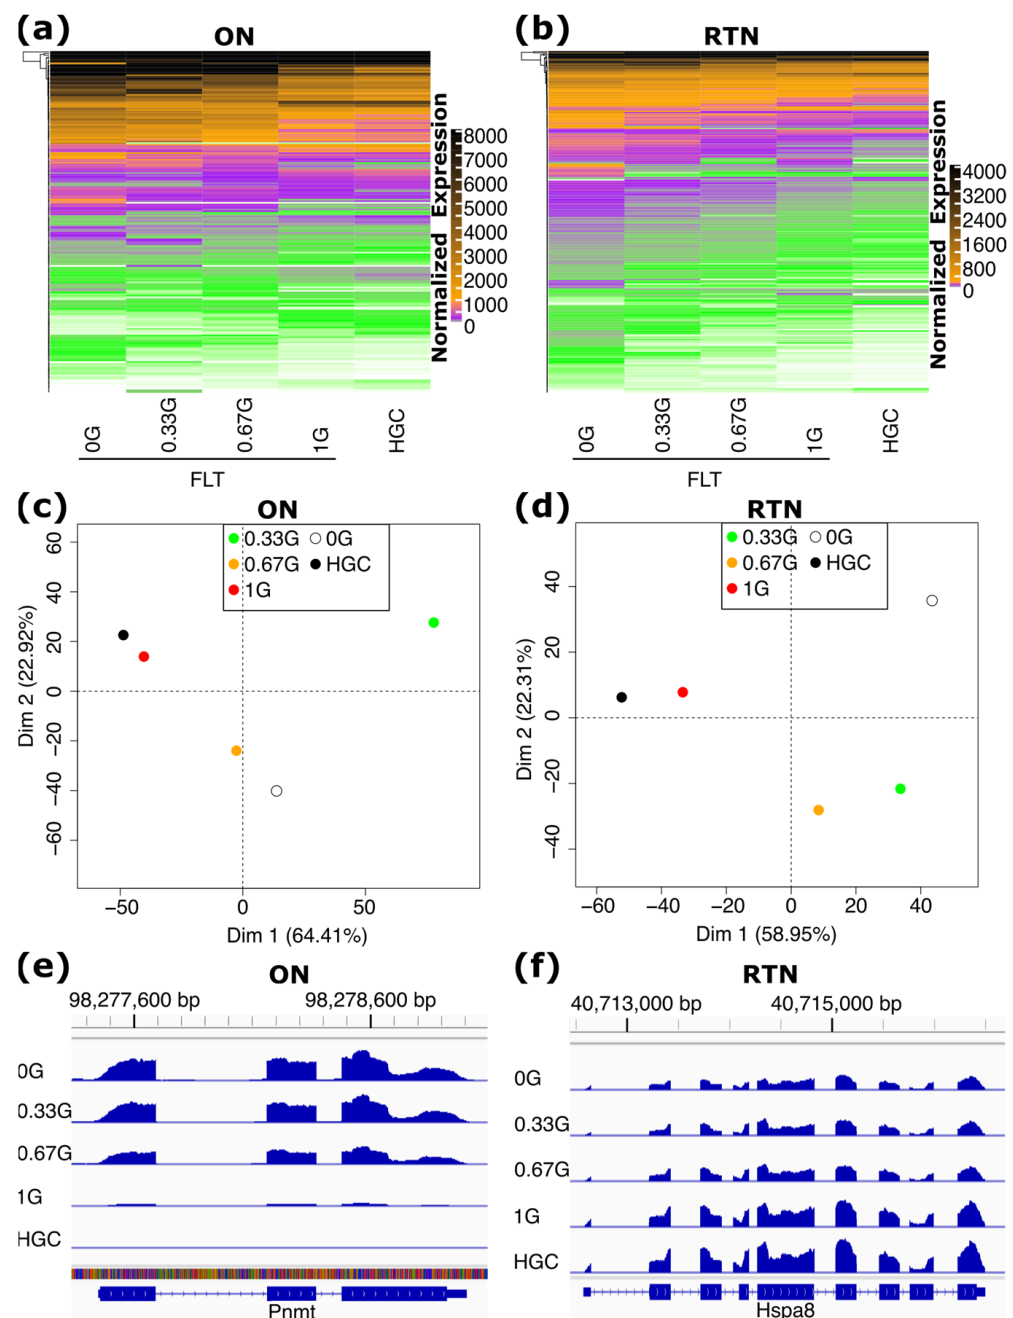 (a) ON
(b) RTN
Normalized Expression
8000
7000
6000
5000
4000
3000
2000
1000
0
Normalized Expression
4000
3200
2400
1600
800
0
0G 0.33G 0.67G 1G HGC
FLT
0G 0.33G 0.67G 1G HGC
FLT
(c) ON
0.33G 0G
0.67G HGC
1G
60
40
20
0
−20
−40
−60
Dim 2 (22.92%)
−50 0 50
Dim 1 (64.41%)
(d) RTN
0.33G 0G
0.67G HGC
1G
40
20
0
−20
−40
Dim 2 (22.31%)
−60 −40 −20 0 20 40
Dim 1 (58.95%)
(e) ON
98,277,600 bp 98,278,600 bp
0G
0.33G
0.67G
1G
HGC
Pnmt
(f) RTN
40,713,000 bp 40,715,000 bp
0G
0.33G
0.67G
1G
HGC
Hspa8